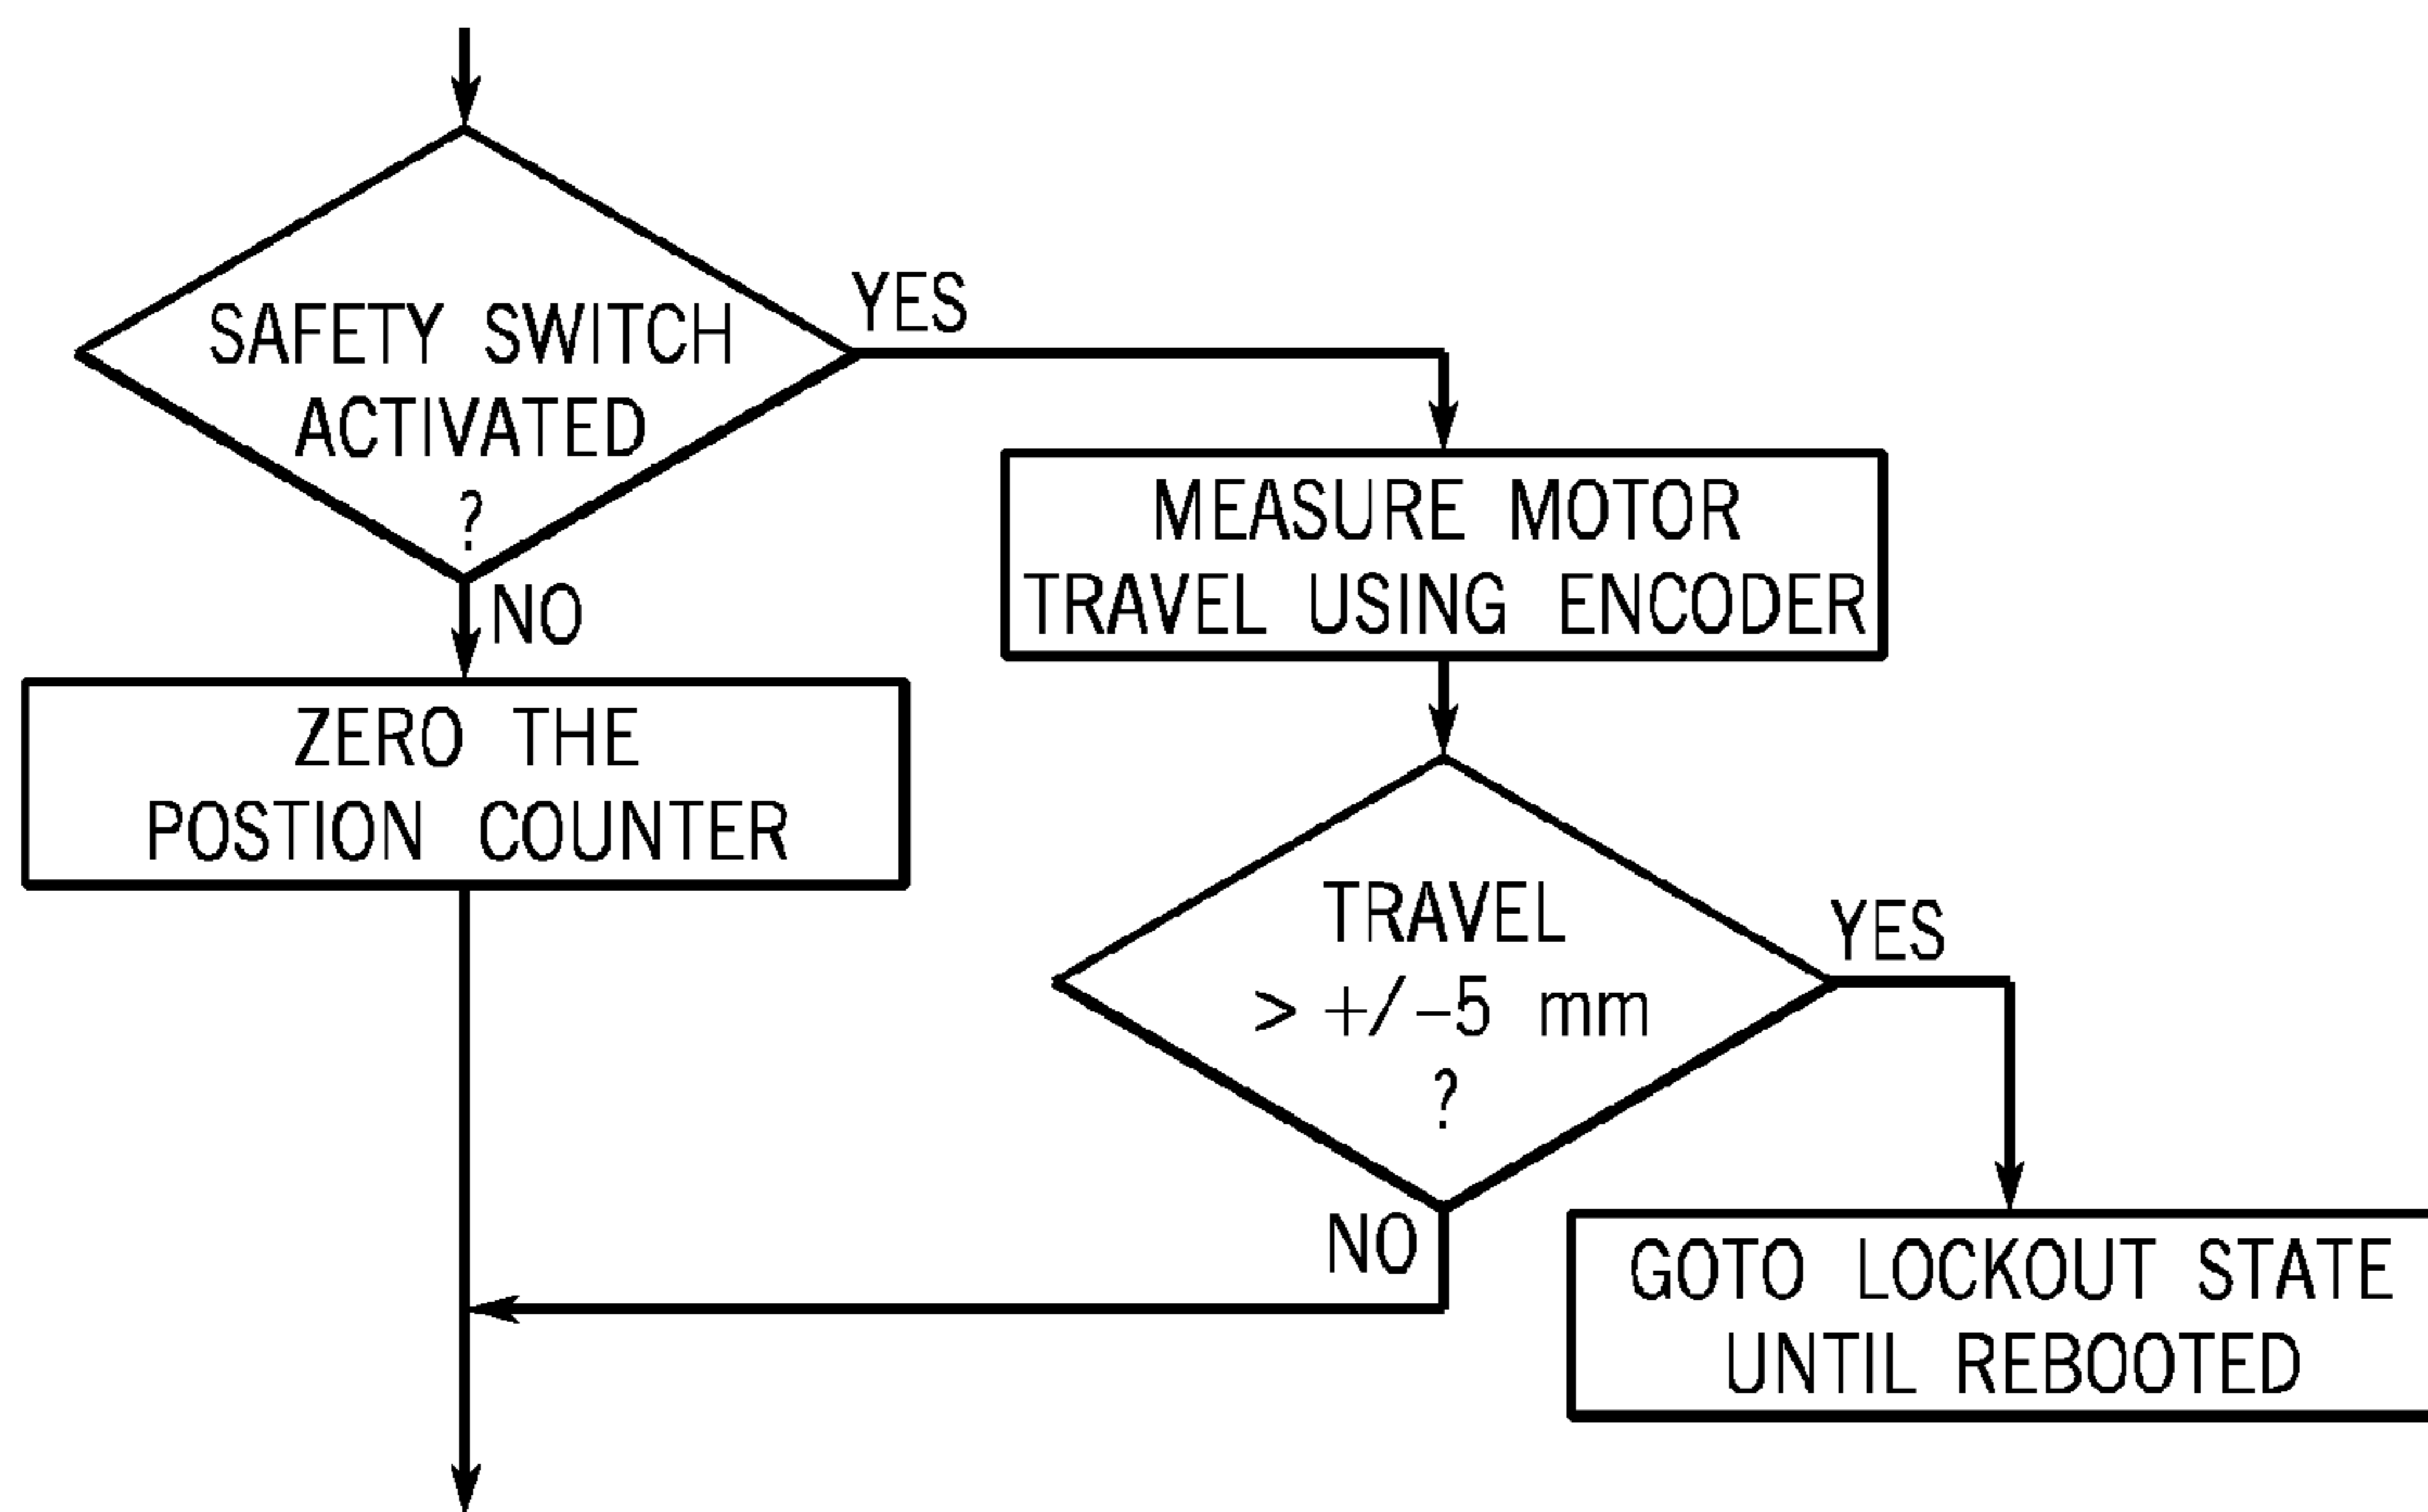 SAFETY SWITCH
ACTIVATED
?
YES
NO
ZERO THE
POSTION COUNTER
MEASURE MOTOR
TRAVEL USING ENCODER
TRAVEL
> +/-5 mm
?
YES
NO
GOTO LOCKOUT STATE
UNTIL REBOOTED